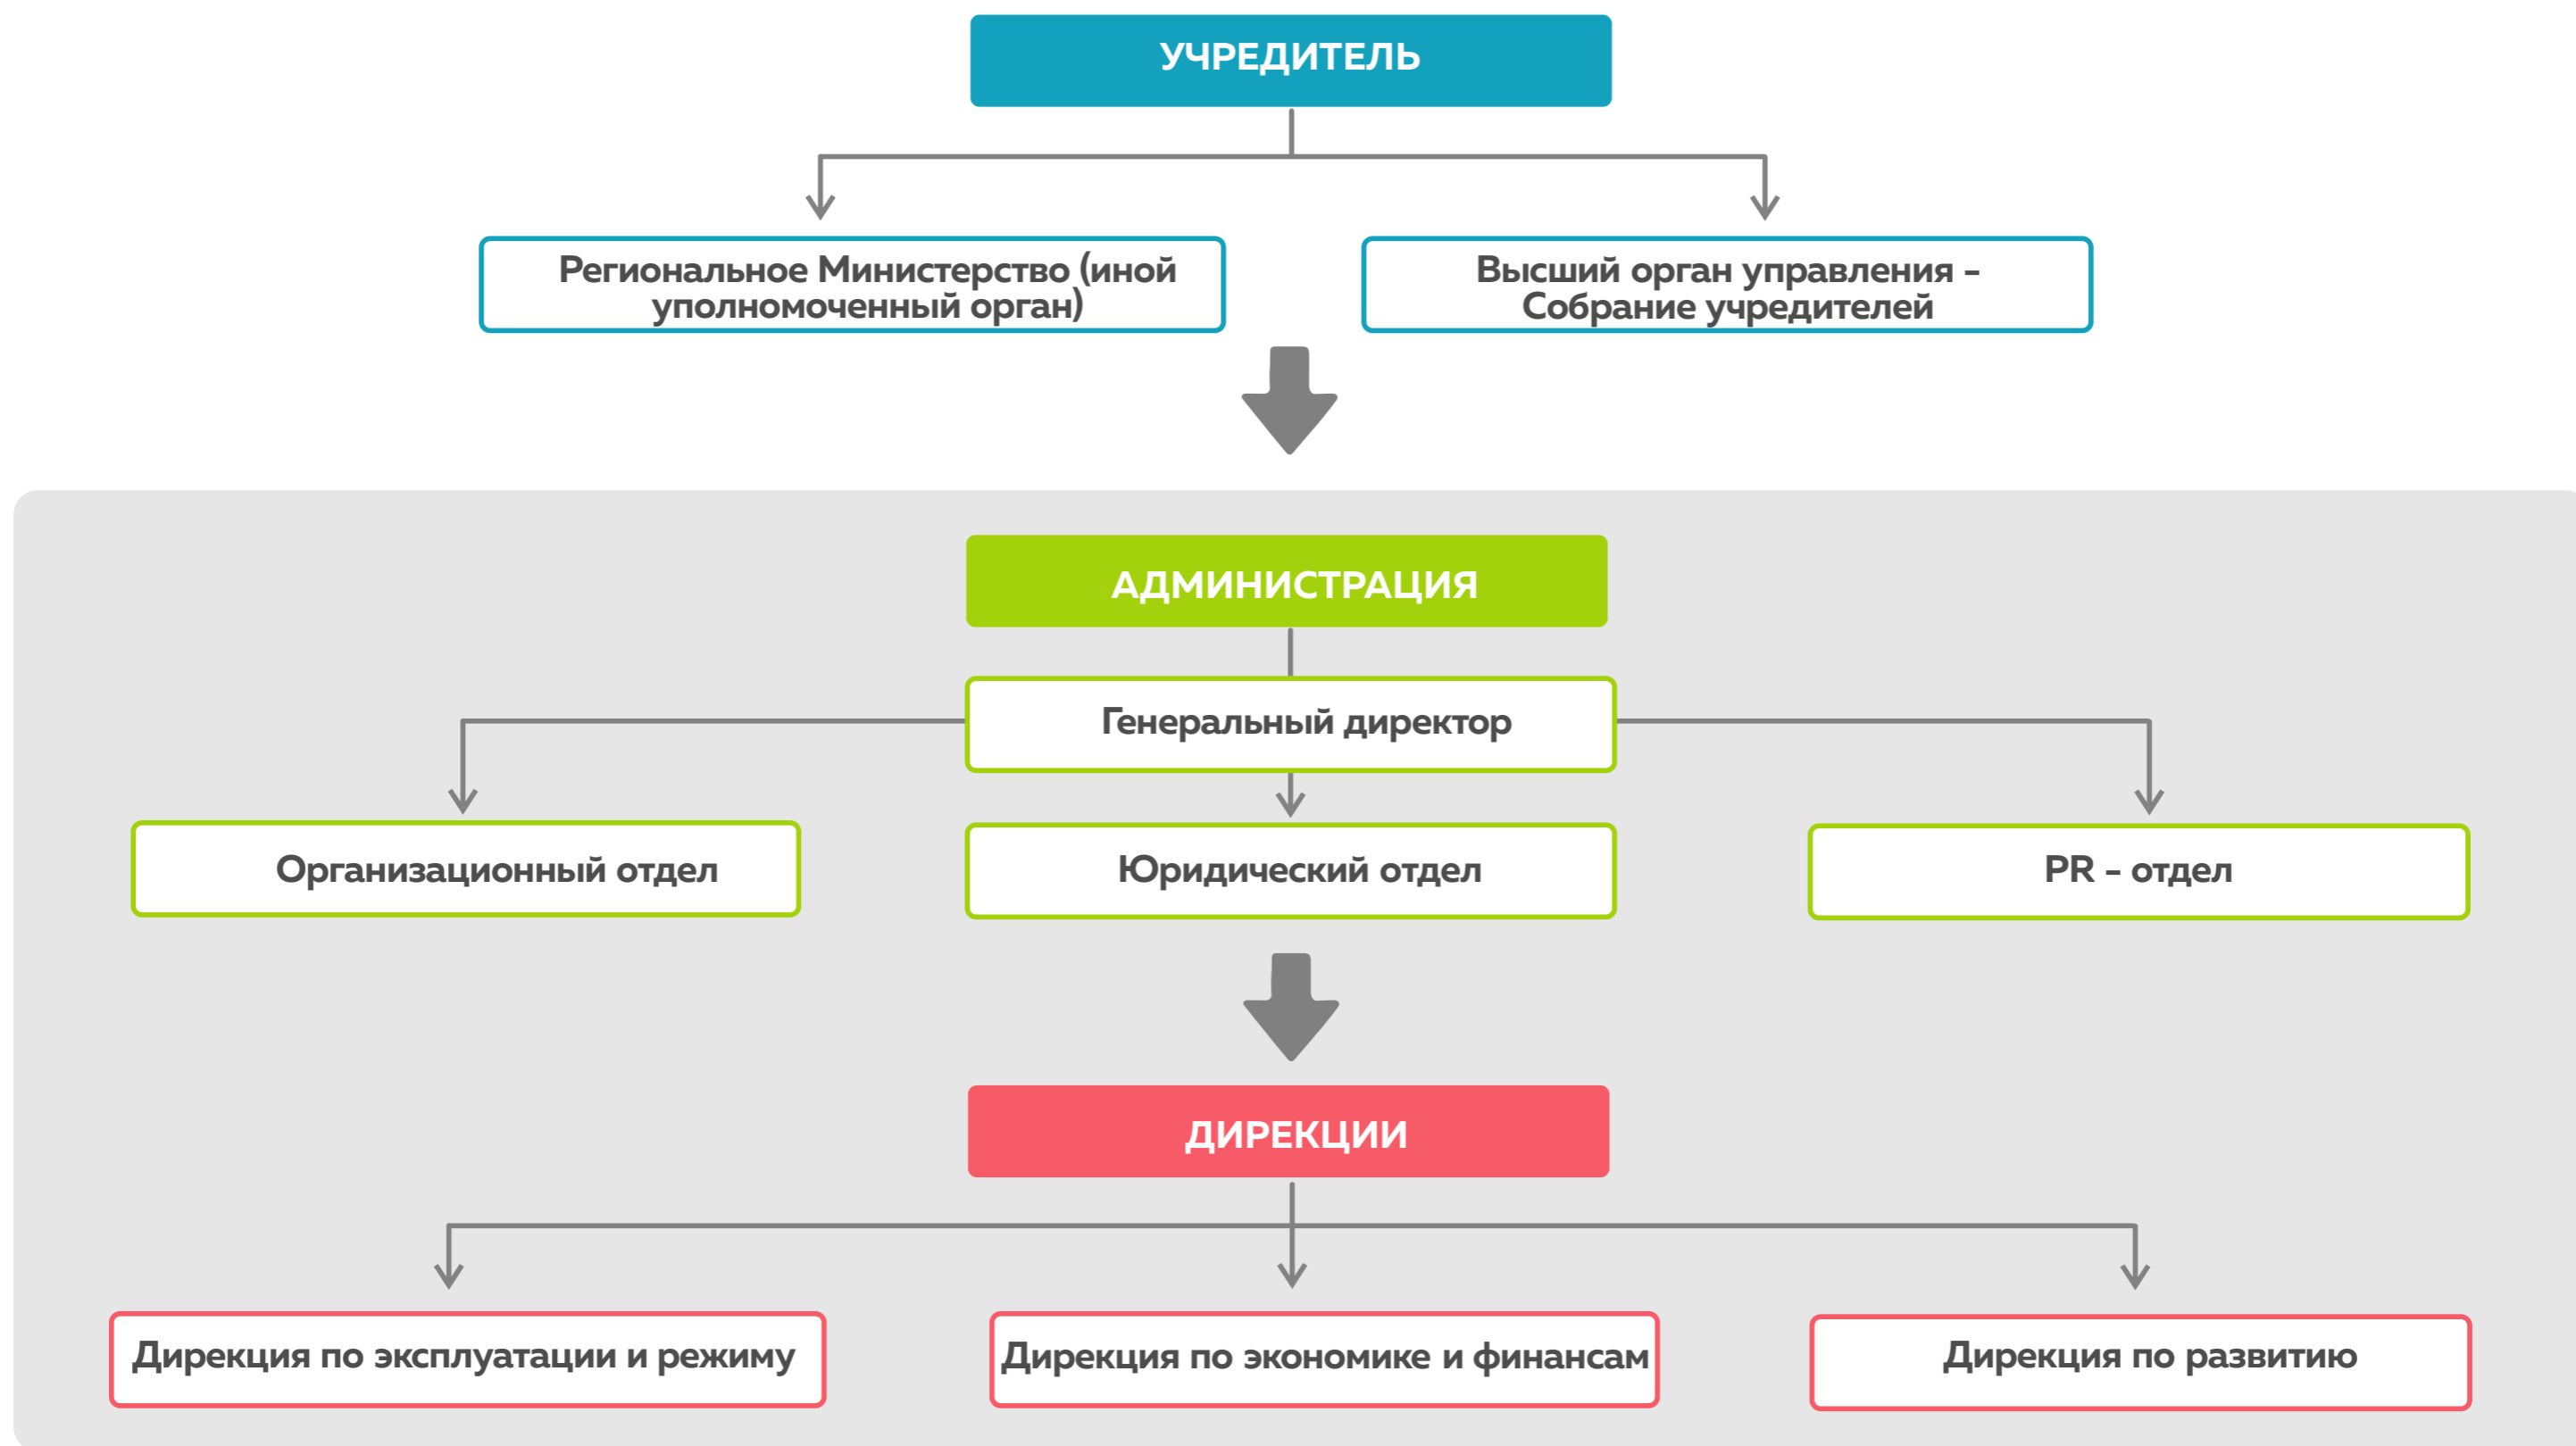 УЧРЕДИТЕЛЬ
Региональное Министерство (иной
уполномоченный орган)
Высший орган управления -
Собрание учредителей
АДМИНИСТРАЦИЯ
Генеральный директор
Организационный отдел
Юридический отдел
PR - отдел
ДИРЕКЦИИ
Дирекция по эксплуатации и режиму
Дирекция по экономике и финансам
Дирекция по развитию